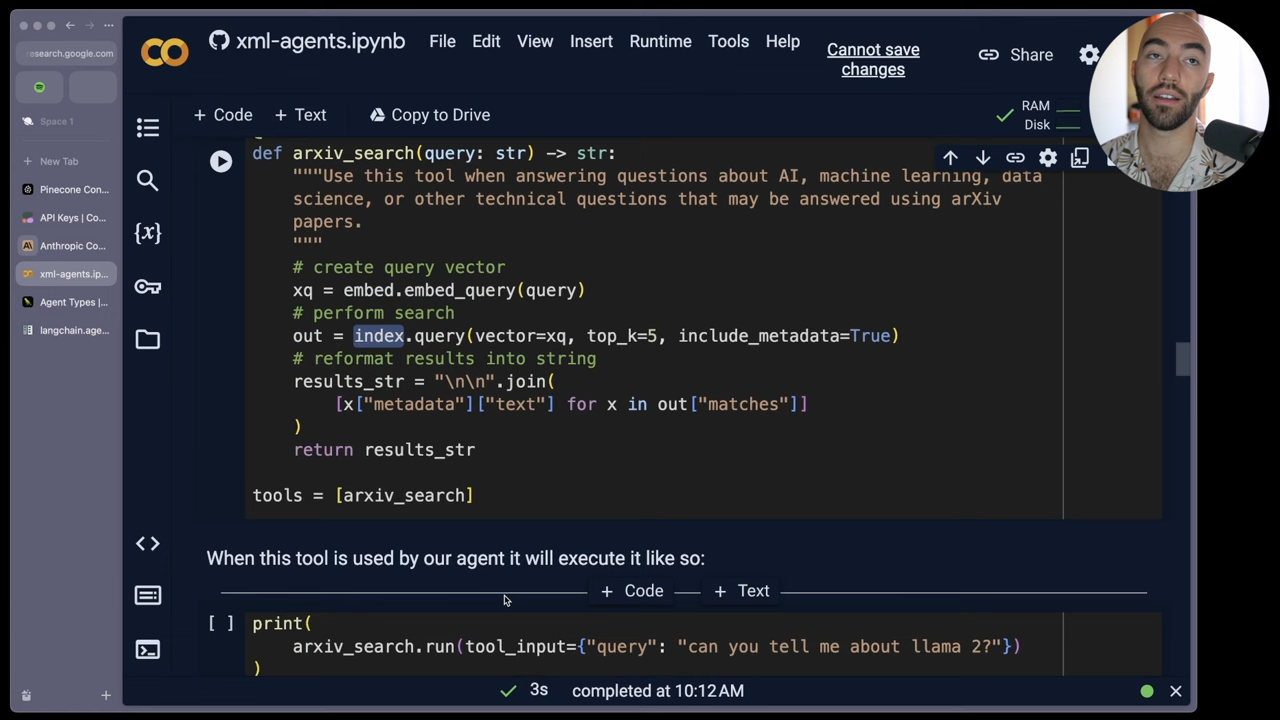 xml-agents.ipynb
File Edit View Insert Runtime Tools Help
Cannot save
changes
Share
esearch.google.com
Space 1
New Tab
Pinecone Con...
API Keys | Co...
Anthropic Co...
xml-agents.ip...
Agent Types |...
langchain.age...
+ Code + Text Copy to Drive
RAM
Disk
def arxiv_search(query: str) -> str:
"""Use this tool when answering questions about AI, machine learning, data
science, or other technical questions that may be answered using arXiv
papers.
"""
# create query vector
xq = embed.embed_query(query)
# perform search
out = index.query(vector=xq, top_k=5, include_metadata=True)
# reformat results into string
results_str = "\n\n".join(
[x["metadata"]["text"] for x in out["matches"]]
)
return results_str
tools = [arxiv_search]
When this tool is used by our agent it will execute it like so:
+ Code + Text
[ ] print(
arxiv_search.run(tool_input={"query": "can you tell me about llama 2?"})
)
3s completed at 10:12 AM